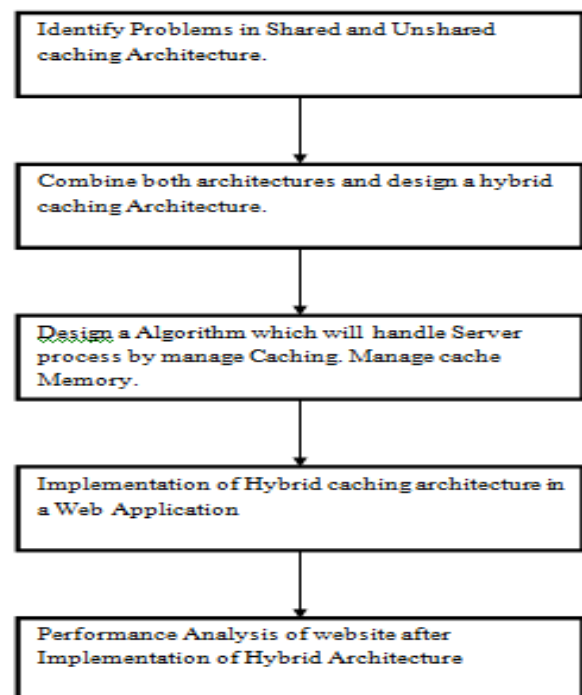 Identify Problems in Shared and Unshared
caching Architecture.
Combine both architectures and design a hybrid
caching Architecture.
Design a Algorithm which will handle Server
process by manage Caching. Manage cache
Memory.
Implementation of Hybrid caching architecture in
a Web Application
Performance Analysis of website after
Implementation of Hybrid Architecture